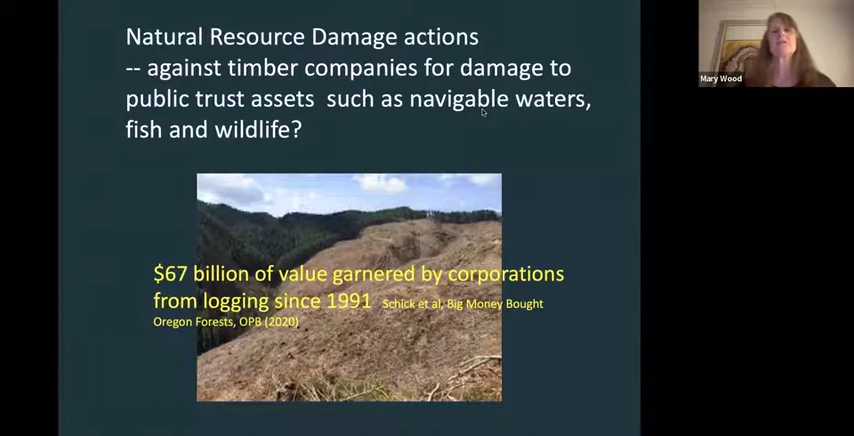 Natural Resource Damage actions
-- against timber companies for damage to
public trust assets such as navigable waters,
fish and wildlife?
$67 billion of value garnered by corporations
from logging since 1991 Schick et al, Big Money Bought
Oregon Forests, OPB (2020)
Mary Wood